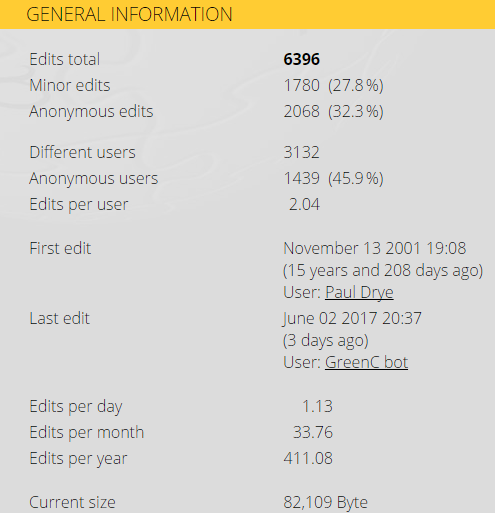 GENERAL INFORMATION
Edits total 6396
Minor edits 1780 (27.8%)
Anonymous edits 2068 (32.3%)
Different users 3132
Anonymous users 1439 (45.9%)
Edits per user 2.04
First edit November 13 2001 19:08
(15 years and 208 days ago)
User: Paul Drye
Last edit June 02 2017 20:37
(3 days ago)
User: GreenC bot
Edits per day 1.13
Edits per month 33.76
Edits per year 411.08
Current size 82,109 Byte